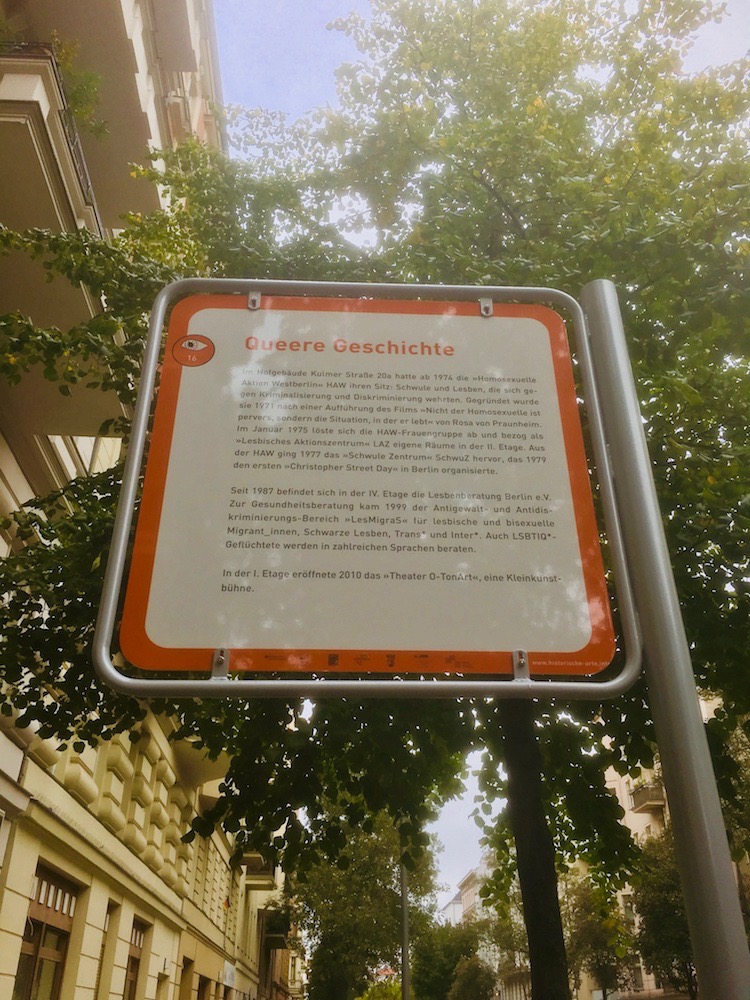 16
Queere Geschichte
Im Hofgebäude Kulmer Straße 20a hatte ab 1974 die »Homosexuelle
Aktion Westberlin« HAW ihren Sitz: Schwule und Lesben, die sich ge-
gen Kriminalisierung und Diskriminierung wehrten. Gegründet wurde
sie 1971 nach einer Aufführung des Films »Nicht der Homosexuelle ist
pervers, sondern die Situation, in der er lebt« von Rosa von Praunheim.
Im Januar 1975 löste sich die HAW-Frauengruppe ab und bezog als
»Lesbisches Aktionszentrum« LAZ eigene Räume in der II. Etage. Aus
der HAW ging 1977 das »Schwule Zentrum« SchwuZ hervor, das 1979
den ersten »Christopher Street Day« in Berlin organisierte.
Seit 1987 befindet sich in der IV. Etage die Lesbenberatung Berlin e.V.
Zur Gesundheitsberatung kam 1999 der Antigewalt- und Antidis-
kriminierungs-Bereich »LesMigraS« für lesbische und bisexuelle
Migrant_innen, Schwarze Lesben, Trans* und Inter*. Auch LSBTIQ*-
Geflüchtete werden in zahlreichen Sprachen beraten.
In der I. Etage eröffnete 2010 das »Theater O-TonArt«, eine Kleinkunst-
bühne.